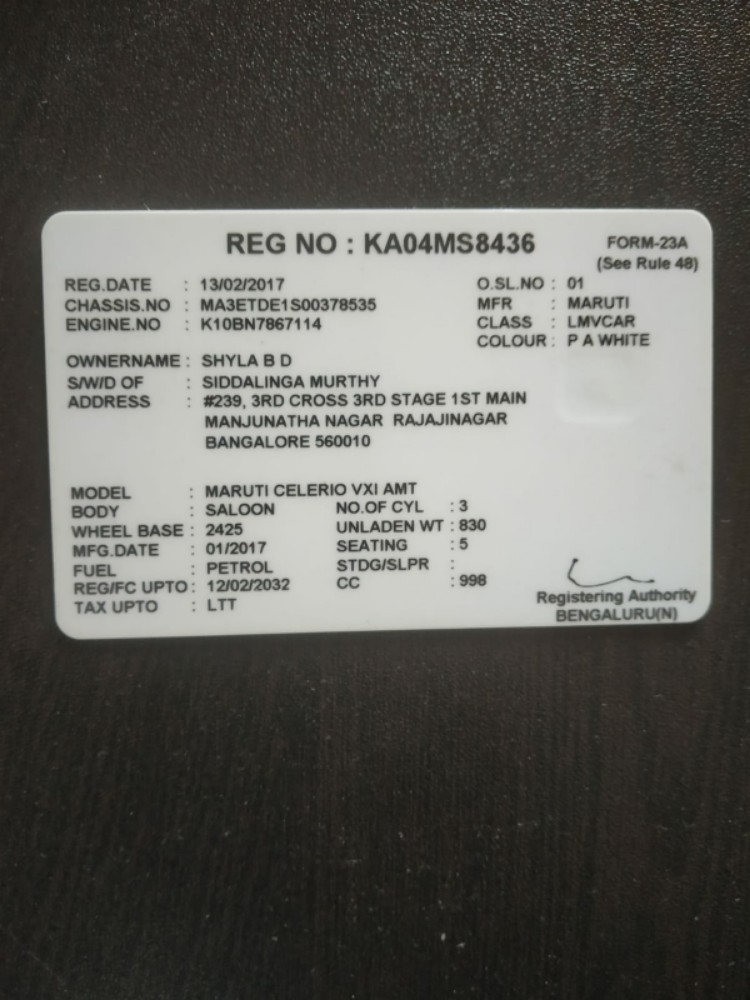 REG NO : KA04MS8436
FORM-23A
(See Rule 48)
REG.DATE : 13/02/2017
O.SL.NO : 01
CHASSIS.NO : MA3ETDE1S00378535
MFR : MARUTI
ENGINE.NO : K10BN7867114
CLASS : LMVCAR
COLOUR : P A WHITE
OWNERNAME : SHYLA B D
S/W/D OF : SIDDALINGA MURTHY
ADDRESS : #239, 3RD CROSS 3RD STAGE 1ST MAIN
MANJUNATHA NAGAR RAJAJINAGAR
BANGALORE 560010
MODEL : MARUTI CELERIO VXI AMT
BODY : SALOON NO.OF CYL : 3
WHEEL BASE : 2425 UNLADEN WT : 830
MFG.DATE : 01/2017 SEATING : 5
FUEL : PETROL STDG/SLPR :
REG/FC UPTO : 12/02/2032 CC : 998
TAX UPTO : LTT
Registering Authority
BENGALURU(N)